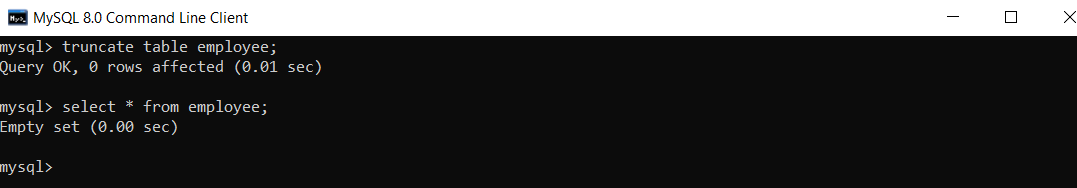 MySQL 8.0 Command Line Client
mysql> truncate table employee;
Query OK, 0 rows affected (0.01 sec)
mysql> select * from employee;
Empty set (0.00 sec)
mysql>